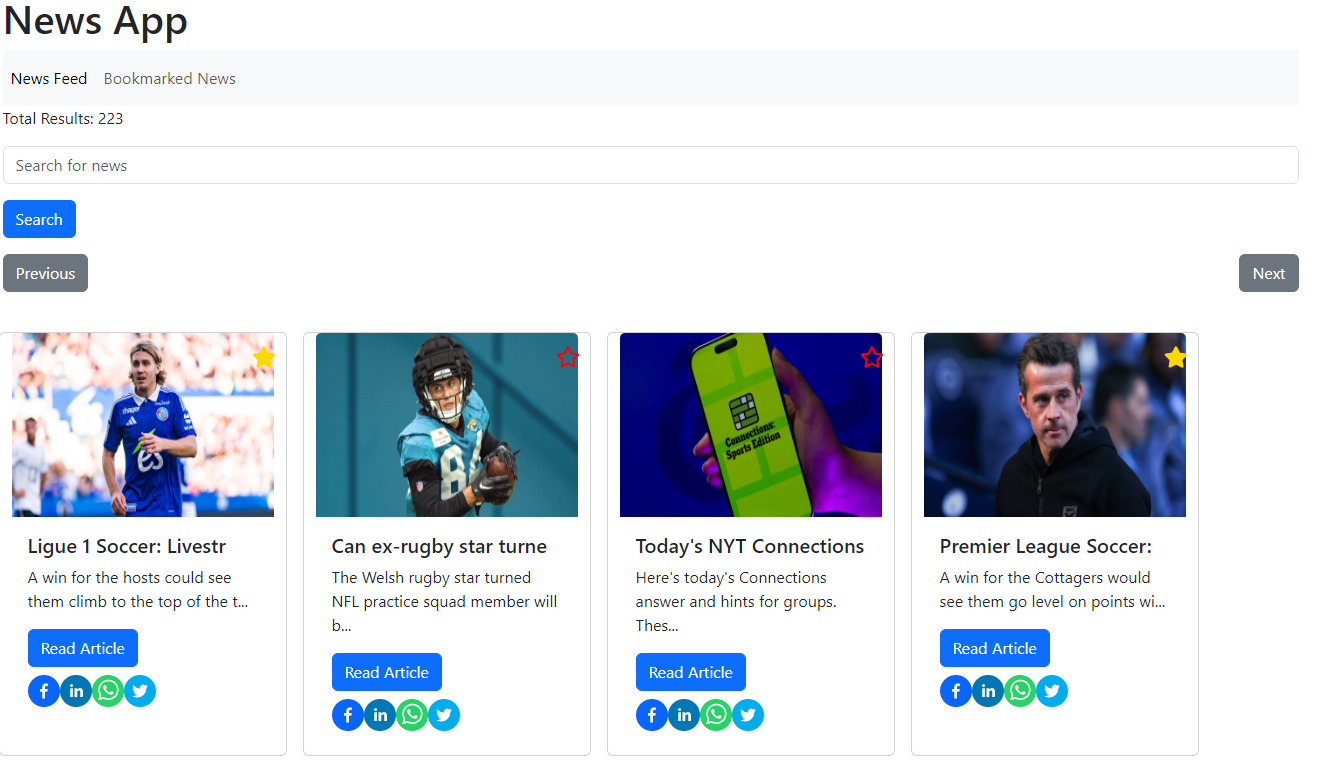 News App
News Feed Bookmarked News
Total Results: 223
Search for news
Search
Previous Next
Ligue 1 Soccer: Livestr
A win for the hosts could see
them climb to the top of the t...
Read Article
Can ex-rugby star turne
The Welsh rugby star turned
NFL practice squad member will
b...
Read Article
Connections:
Sports Edition
Today's NYT Connections
Here's today's Connections
answer and hints for groups.
Thes...
Read Article
Premier League Soccer:
A win for the Cottagers would
see them go level on points wi...
Read Article